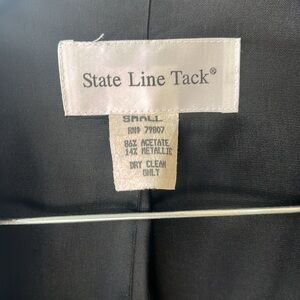 State Line Tack®
SMALL
RN# 79807
86% ACETATE
14% METALLIC
DRY CLEAN
ONLY